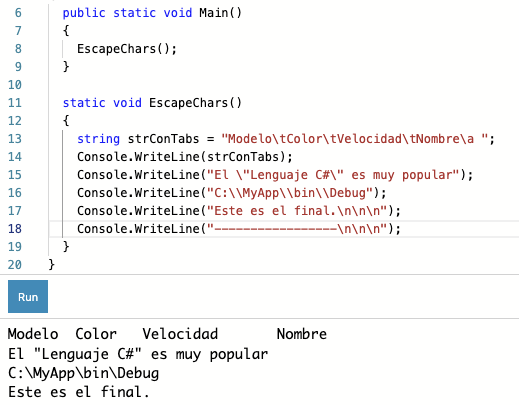 6 public static void Main()
7 {
8 EscapeChars();
9 }
10
11 static void EscapeChars()
12 {
13 string strConTabs = "Modelo\tColor\tVelocidad\tNombre\a ";
14 Console.WriteLine(strConTabs);
15 Console.WriteLine("El \"Lenguaje C#\" es muy popular");
16 Console.WriteLine("C:\\MyApp\\bin\\Debug");
17 Console.WriteLine("Este es el final.\n\n\n");
18 Console.WriteLine("-----------------\n\n\n");
19 }
20 }
Run
Modelo Color Velocidad Nombre
El "Lenguaje C#" es muy popular
C:\MyApp\bin\Debug
Este es el final.